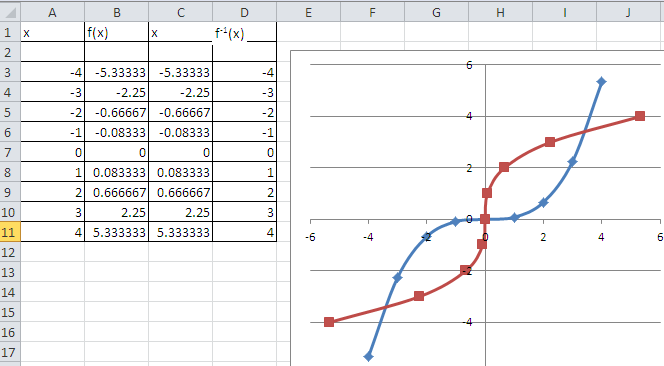 A B C D E F G H I J
1 x f(x) x f⁻¹(x)
2
3 -4 -5.33333 -5.33333 -4
4 -3 -2.25 -2.25 -3
5 -2 -0.66667 -0.66667 -2
6 -1 -0.08333 -0.08333 -1
7 0 0 0 0
8 1 0.083333 0.083333 1
9 2 0.666667 0.666667 2
10 3 2.25 2.25 3
11 4 5.333333 5.333333 4
12
13
14
15
16
17
6
4
2
0
-6 -4 -2 0 2 4 6
-2
-4